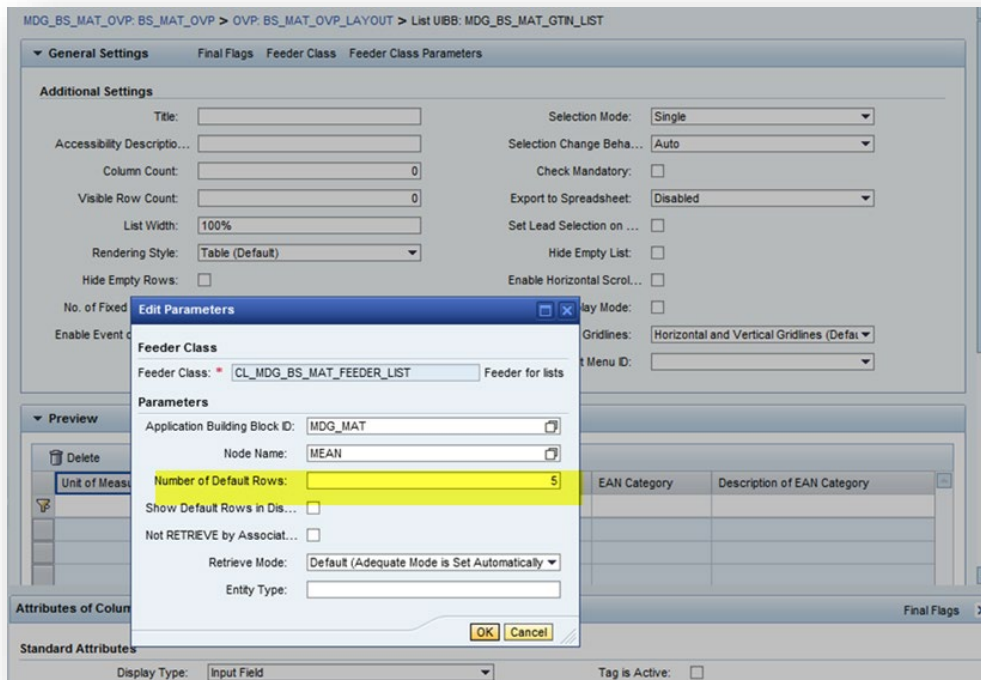 MDG_BS_MAT_OVP: BS_MAT_OVP > OVP: BS_MAT_OVP_LAYOUT > List UIBB: MDG_BS_MAT_GTIN_LIST
General Settings Final Flags Feeder Class Feeder Class Parameters
Additional Settings
Title: Selection Mode: Single
Accessibility Descriptio... Selection Change Beha... Auto
Column Count: 0 Check Mandatory:
Visible Row Count: 0 Export to Spreadsheet: Disabled
List Width: 100% Set Lead Selection on ...
Rendering Style: Table (Default) Hide Empty List:
Hide Empty Rows: Enable Horizontal Scrol...
No. of Fixed Edit Parameters lay Mode:
Enable Event Gridlines: Horizontal and Vertical Gridlines (Defau
Feeder Class t Menu ID:
Feeder Class: * CL_MDG_BS_MAT_FEEDER_LIST Feeder for lists
Parameters
Preview Application Building Block ID: MDG_MAT
Delete Node Name: MEAN
Unit of Measu Number of Default Rows: 5 EAN Category Description of EAN Category
Show Default Rows in Dis...
Not RETRIEVE by Associat...
Retrieve Mode: Default (Adequate Mode is Set Automatically
Entity Type:
Attributes of Colum Final Flags
OK Cancel
Standard Attributes
Display Type: Input Field Tag is Active: